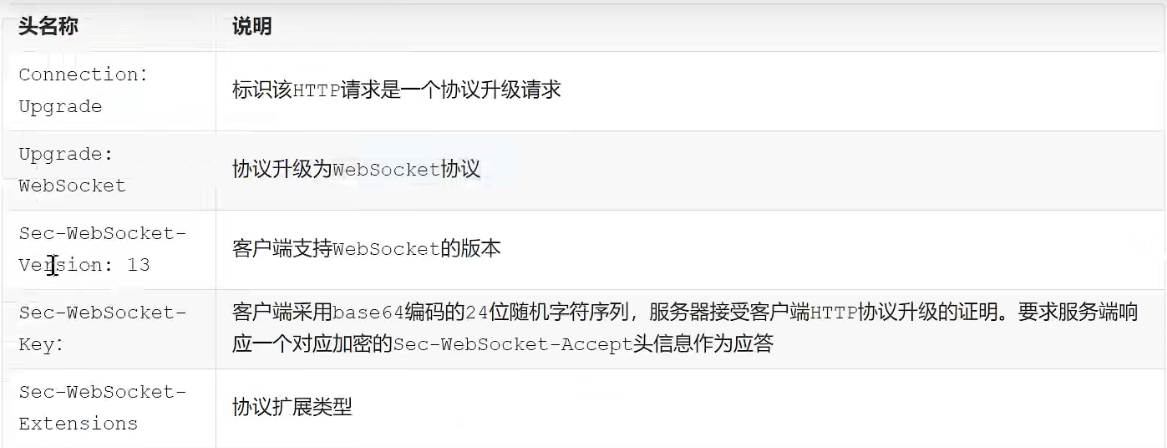 头名称 说明
Connection:
Upgrade
标识该HTTP请求是一个协议升级请求
Upgrade:
WebSocket
协议升级为WebSocket协议
Sec-WebSocket-
Version: 13
客户端支持WebSocket的版本
Sec-WebSocket-
Key:
客户端采用base64编码的24位随机字符序列，服务器接受客户端HTTP协议升级的证明。要求服务端响
应一个对应加密的Sec-WebSocket-Accept头信息作为应答
Sec-WebSocket-
Extensions
协议扩展类型